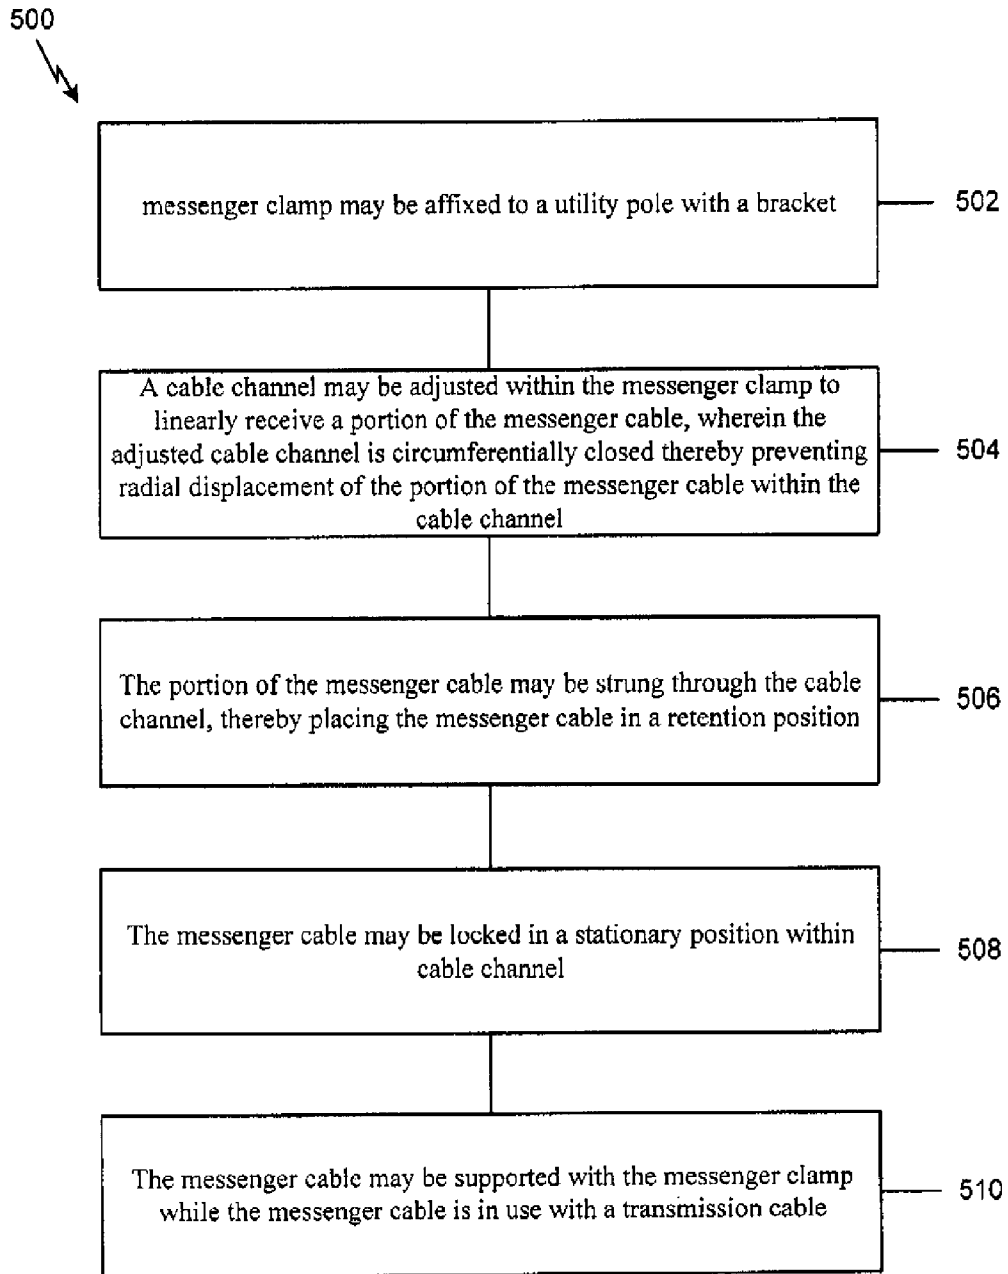 500
messenger clamp may be affixed to a utility pole with a bracket
502
A cable channel may be adjusted within the messenger clamp to
linearly receive a portion of the messenger cable, wherein the
adjusted cable channel is circumferentially closed thereby preventing
radial displacement of the portion of the messenger cable within the
cable channel
504
The portion of the messenger cable may be strung through the cable
channel, thereby placing the messenger cable in a retention position
506
The messenger cable may be locked in a stationary position within
cable channel
508
The messenger cable may be supported with the messenger clamp
while the messenger cable is in use with a transmission cable
510